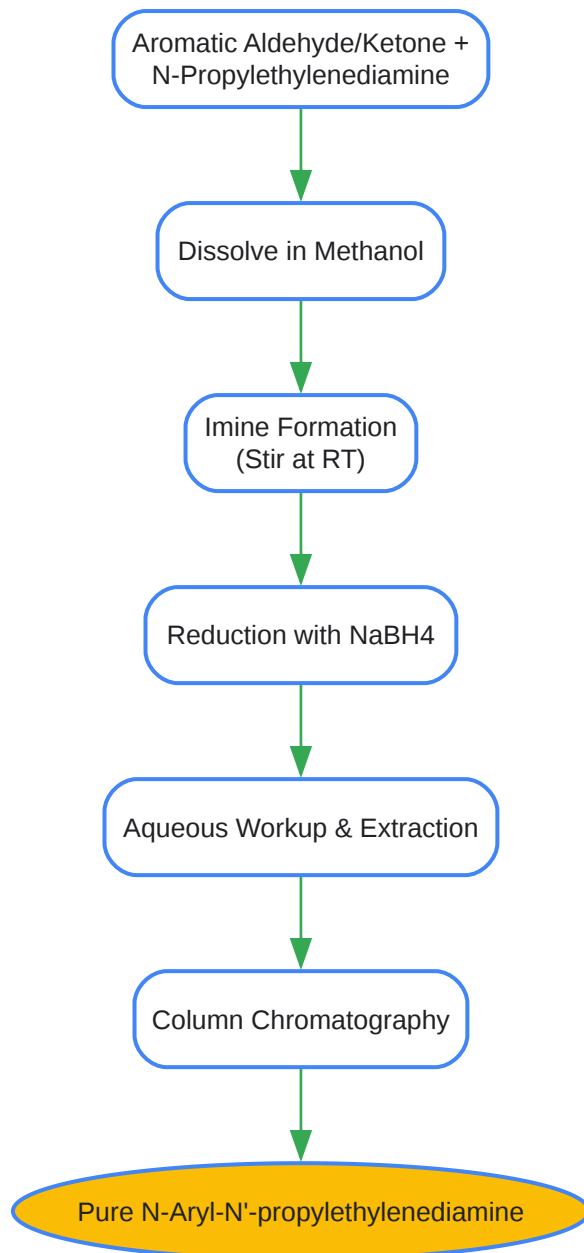 Aromatic Aldehyde/Ketone +
N-Propylethylenediamine
Dissolve in Methanol
Imine Formation
(Stir at RT)
Reduction with NaBH4
Aqueous Workup & Extraction
Column Chromatography
Pure N-Aryl-N'-propylethylenediamine